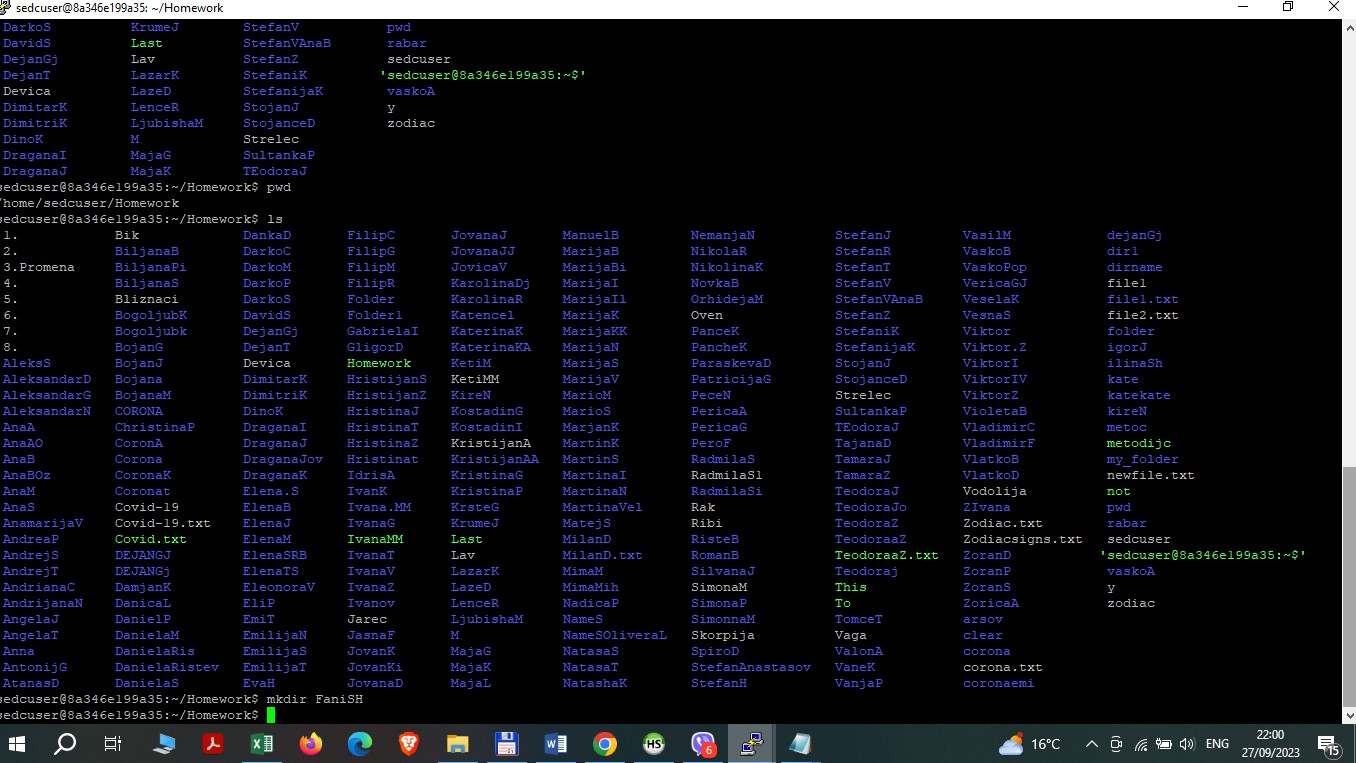 sedcuser@8a346e199a35: ~/Homework
DarkoS KrumeJ StefanV pwd
DavidS Last StefanVAnaB rabar
DejanGj Lav StefanZ sedcuser
DejanT LazarK StefaniK 'sedcuser@8a346e199a35:~$'
Devica LazeD StefanijaK vaskoA
DimitarK LenceR StojanJ y
DimitriK LjubishaM StojanceD zodiac
DinoK M Strelec
DraganaI MajaG SultankaP
DraganaJ MajaK TEodoraJ
sedcuser@8a346e199a35:~/Homework$ pwd
/home/sedcuser/Homework
sedcuser@8a346e199a35:~/Homework$ ls
1. Bik DankaD FilipC JovanaJ ManuelB NemanjaN StefanJ VasilM dejanGj
2. BiljanaB DarkoC FilipG JovanaJJ MarijaB NikolaR StefanR VaskoB dir1
3.Promena BiljanaPi DarkoM FilipM JovicaV MarijaBi NikolinaK StefanT VaskoPop dirname
4. BiljanaS DarkoP FilipR KarolinaDj MarijaI NovkaB StefanV VericaGJ file1
5. Bliznaci DarkoS Folder KarolinaR MarijaIl OrhidejaM StefanVAnaB VeselaK file1.txt
6. BogoljubK DavidS Folder1 Katencel MarijaK Oven StefanZ VesnaS file2.txt
7. Bogoljubk DejanGj GabrielaI KaterinaK MarijaKK PanceK StefaniK Viktor folder
8. BojanG DejanT GligorD KaterinaKA MarijaN PancheK StefanijaK Viktor.Z igorJ
AleksS BojanJ Devica Homework KetiM MarijaS ParaskevaD StojanJ ViktorI ilinaSh
AleksandarD Bojana DimitarK HristijanS KetiMM MarijaV PatricijaG StojanceD ViktorIV kate
AleksandarG BojanaM DimitriK HristijanZ KireN MarioM PeceN Strelec ViktorZ katekate
AleksandarN CORONA DinoK HristinaJ KostadinG MarioS PericaA SultankaP VioletaB kireN
AnaA ChristinaP DraganaI HristinaT KostadinI MarjanK PericaG TEodoraJ VladimirC metoc
AnaAO CoronA DraganaJ HristinaZ KristijanA MartinK PeroF TajanaD VladimirF metodijc
AnaB Corona DraganaJov Hristinat KristijanAA MartinS RadmilaS TamaraJ VlatkoB my_folder
AnaBOz CoronaK DraganaK IdrisA KristinaG MartinaI RadmilaS1 TamaraZ VlatkoD newfile.txt
AnaM Coronat Elena.S IvanK KristinaP MartinaN RadmilaSi TeodoraJ Vodolija not
AnaS Covid-19 ElenaB Ivana.MM KrsteG MartinaVel Rak TeodoraJo ZIvana pwd
AnamarijaV Covid-19.txt ElenaJ IvanaG KrumeJ MatejS Ribi TeodoraZ Zodiac.txt rabar
AndreaP Covid.txt ElenaM IvanaMM Last MilanD RisteB TeodoraaZ Zodiacsigns.txt sedcuser
AndrejS DEJANGJ ElenaSRB IvanaT Lav MilanD.txt RomanB TeodoraaZ.txt ZoranD 'sedcuser@8a346e199a35:~$'
AndrejT DEJANGj ElenaTS IvanaV LazarK MimaM SilvanaJ Teodoraj ZoranP vaskoA
AndrianaC DamjanK EleonoraV IvanaZ LazeD MimaMih SimonaM This ZoranS y
AndrijanaN DanicaL EliP Ivanov LenceR NadicaP SimonaP To ZoricaA zodiac
AngelaJ DanielP EmiT Jarec LjubishaM NameS SimonnaM TomceT arsov
AngelaT DanielaM EmilijaN JasnaF M NameSOliveraL Skorpija Vaga clear
Anna DanielaRis EmilijaS JovanK MajaG NatasaS SpiroD ValonA corona
AntonijG DanielaRistev EmilijaT JovanKi MajaK NatasaT StefanAnastasov VaneK corona.txt
AtanasD DanielaS EvaH JovanaD MajaL NatashaK StefanH VanjaP coronaemi
sedcuser@8a346e199a35:~/Homework$ mkdir FaniSH
sedcuser@8a346e199a35:~/Homework$
HS 6 16°C ENG 22:00
27/09/2023 15